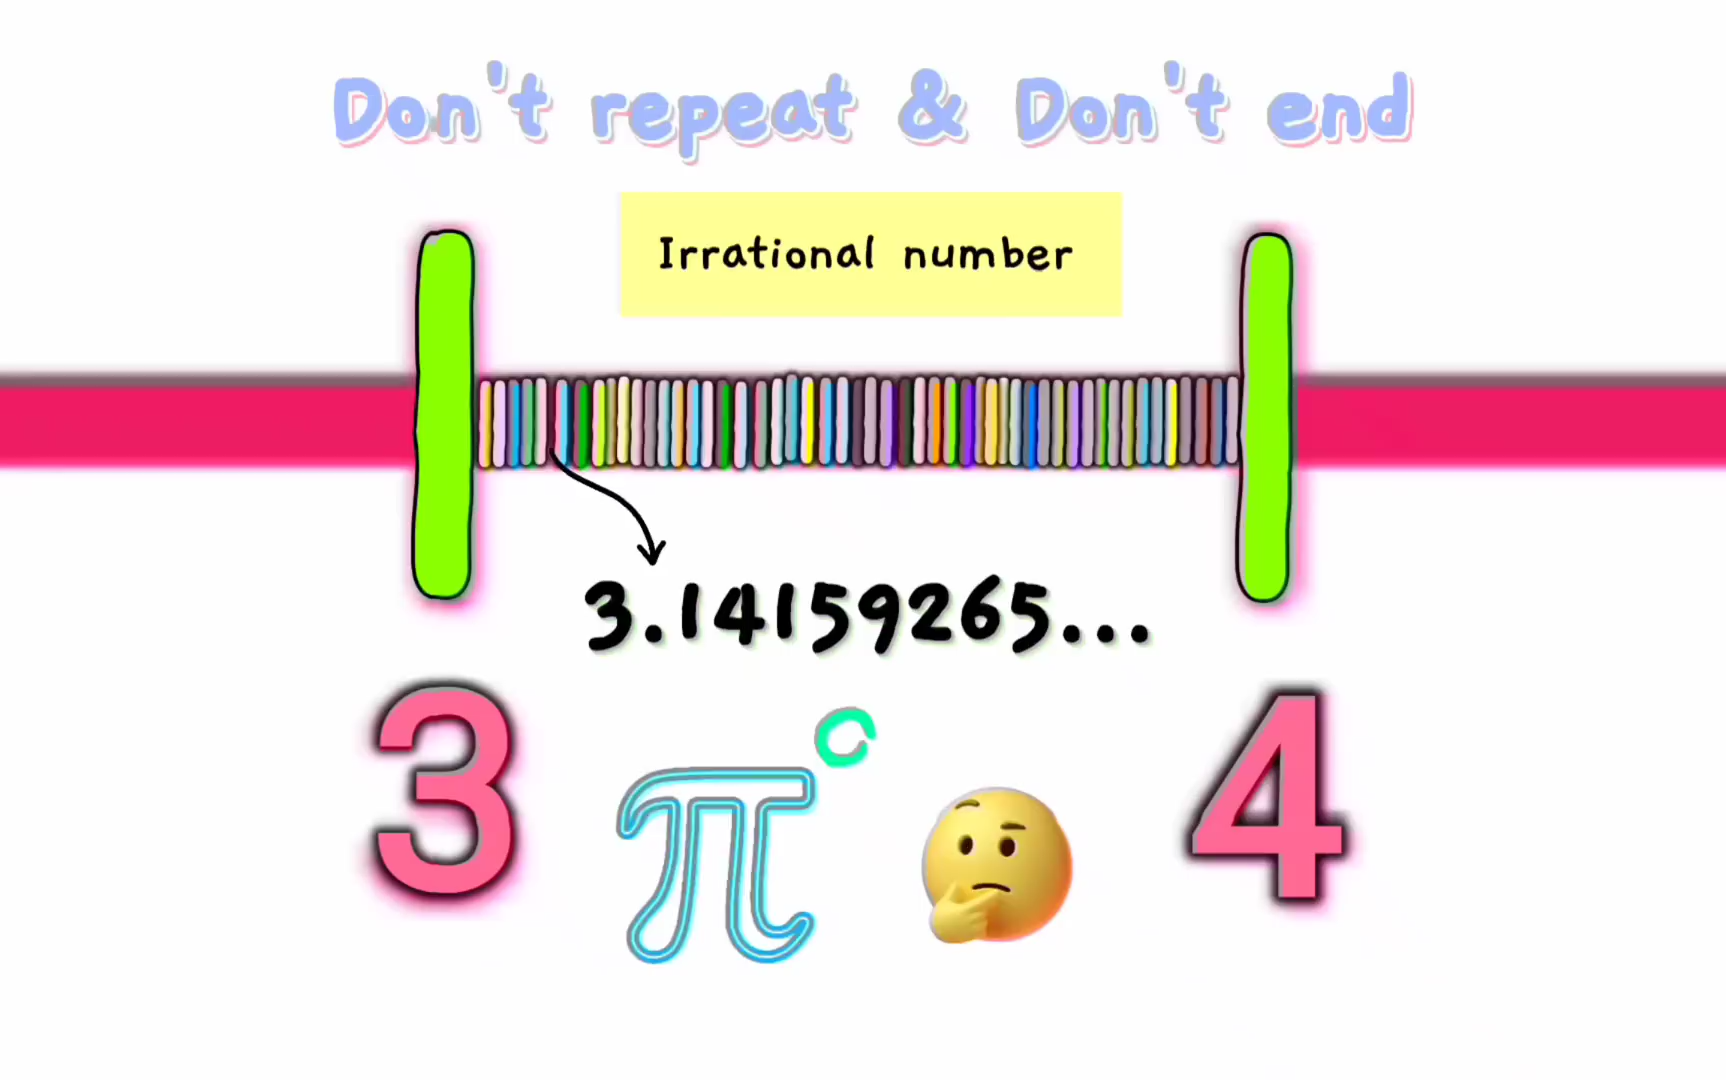 Don't repeat & Don't end
Irrational number
3.14159265...
3
π
4